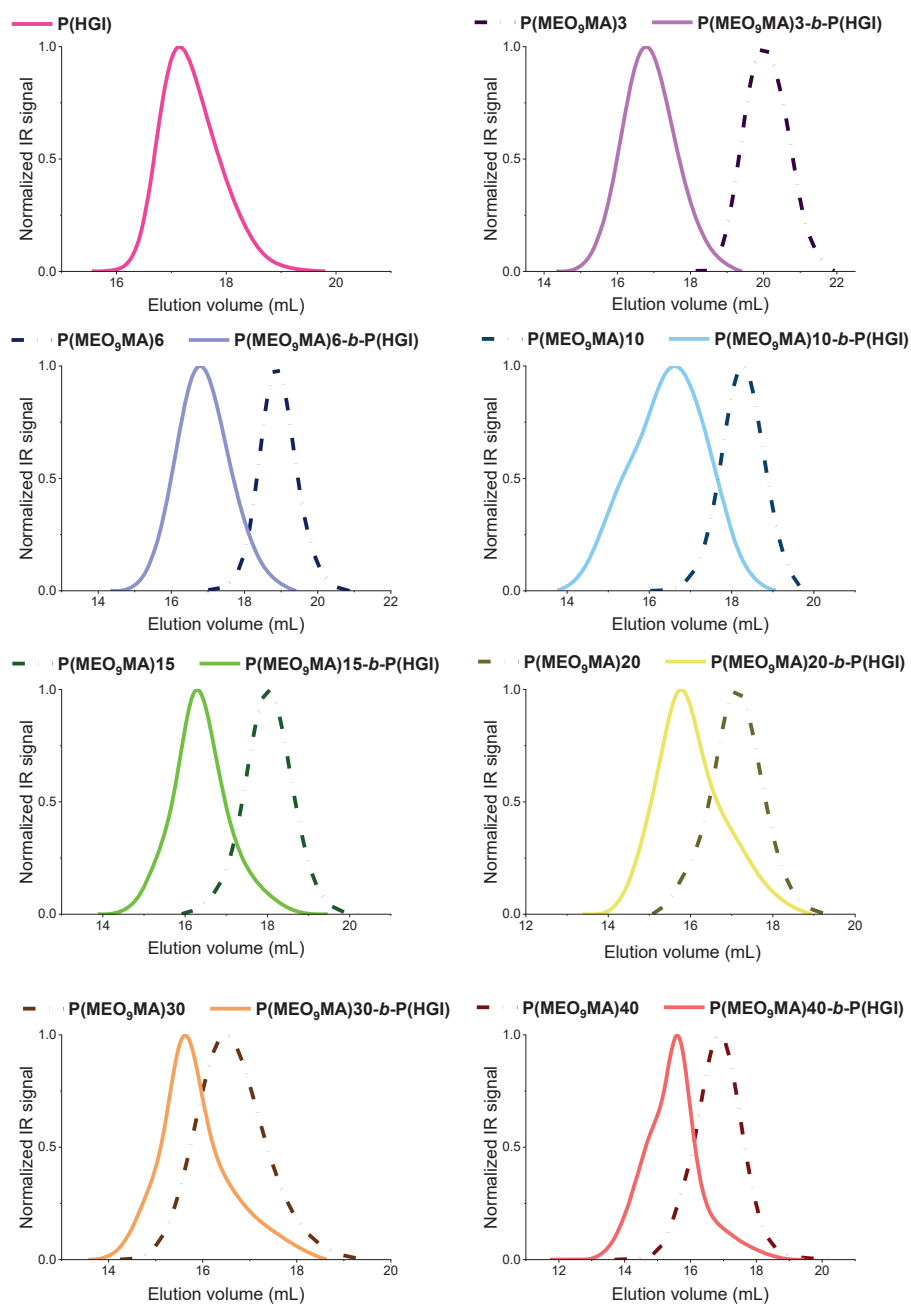 P(HGI)
1.0
0.5
0.0
Normalized IR signal
16 18 20
Elution volume (mL)
P(MEO₉MA)3 P(MEO₉MA)3-b-P(HGI)
1.0
0.5
0.0
Normalized IR signal
14 16 18 20 22
Elution volume (mL)
P(MEO₉MA)6 P(MEO₉MA)6-b-P(HGI)
1.0
0.5
0.0
Normalized IR signal
14 16 18 20 22
Elution volume (mL)
P(MEO₉MA)10 P(MEO₉MA)10-b-P(HGI)
1.0
0.5
0.0
Normalized IR signal
14 16 18 20
Elution volume (mL)
P(MEO₉MA)15 P(MEO₉MA)15-b-P(HGI)
1.0
0.5
0.0
Normalized IR signal
14 16 18 20
Elution volume (mL)
P(MEO₉MA)20 P(MEO₉MA)20-b-P(HGI)
1.0
0.5
0.0
Normalized IR signal
12 14 16 18 20
Elution volume (mL)
P(MEO₉MA)30 P(MEO₉MA)30-b-P(HGI)
1.0
0.5
0.0
Normalized IR signal
14 16 18 20
Elution volume (mL)
P(MEO₉MA)40 P(MEO₉MA)40-b-P(HGI)
1.0
0.5
0.0
Normalized IR signal
12 14 16 18 20
Elution volume (mL)